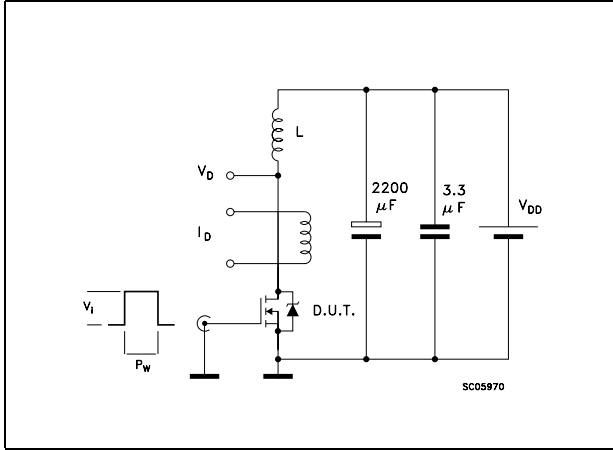 L
V_D
2200
μF
3.3
μF
V_DD
I_D
V_i
D.U.T.
P_W
SC05970